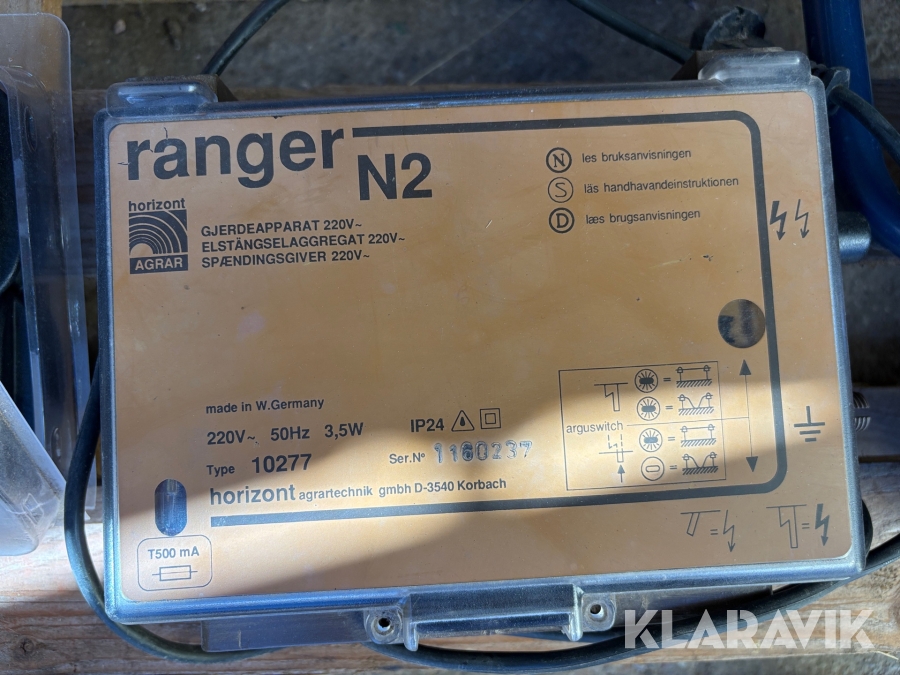 ranger
N2
horizont
AGRAR
GJERDEAPPARAT 220V~
ELSTÄNGSELAGGREGAT 220V~
SPÆNDINGSGIVER 220V~
N les bruksanvisningen
S läs handhavandeinstruktionen
D læs brugsanvisningen
made in W.Germany
220V~ 50Hz 3,5W IP24
Type 10277 Ser.Nº 1160237
horizont agrartechnik gmbh D-3540 Korbach
arguswitch
T500 mA
KLARAVIK